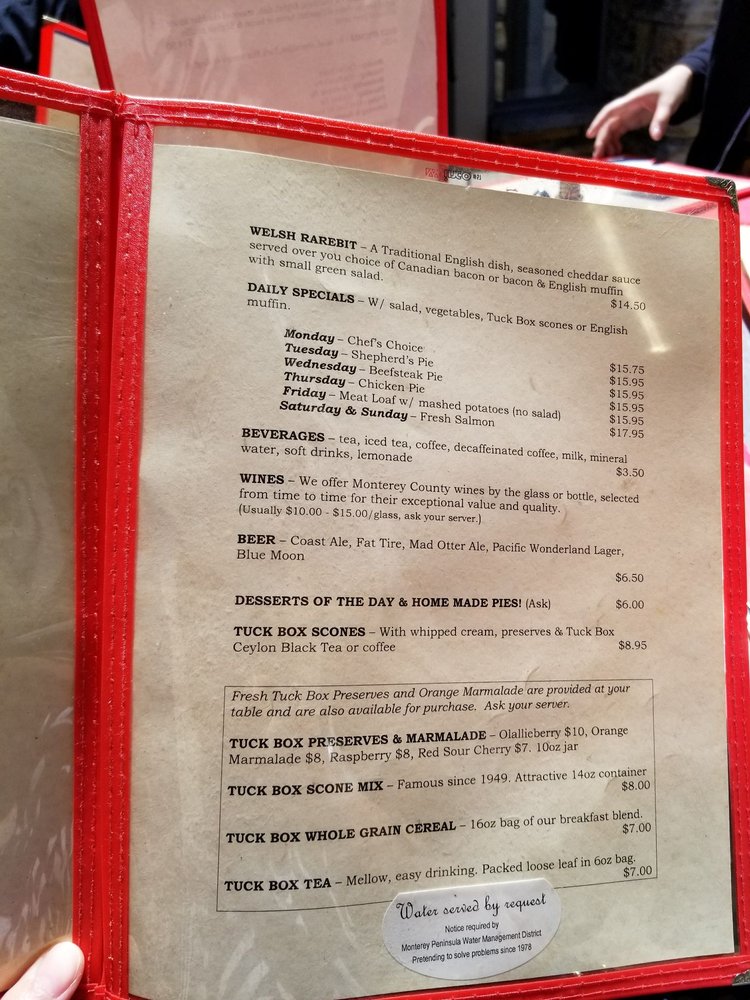 WELSH RAREBIT – A Traditional English dish, seasoned cheddar sauce
served over you choice of Canadian bacon or bacon & English muffin
with small green salad. $14.50
DAILY SPECIALS – W/ salad, vegetables, Tuck Box scones or English
muffin.
Monday – Chef's Choice $15.75
Tuesday – Shepherd's Pie $15.95
Wednesday – Beefsteak Pie $15.95
Thursday – Chicken Pie $15.95
Friday – Meat Loaf w/ mashed potatoes (no salad) $15.95
Saturday & Sunday – Fresh Salmon $17.95
BEVERAGES – tea, iced tea, coffee, decaffeinated coffee, milk, mineral
water, soft drinks, lemonade $3.50
WINES – We offer Monterey County wines by the glass or bottle, selected
from time to time for their exceptional value and quality.
(Usually $10.00 - $15.00/glass, ask your server.)
BEER – Coast Ale, Fat Tire, Mad Otter Ale, Pacific Wonderland Lager,
Blue Moon
$6.50
DESSERTS OF THE DAY & HOME MADE PIES! (Ask) $6.00
TUCK BOX SCONES – With whipped cream, preserves & Tuck Box
Ceylon Black Tea or coffee $8.95
Fresh Tuck Box Preserves and Orange Marmalade are provided at your
table and are also available for purchase. Ask your server.
TUCK BOX PRESERVES & MARMALADE – Olallieberry $10, Orange
Marmalade $8, Raspberry $8, Red Sour Cherry $7. 10oz jar
TUCK BOX SCONE MIX – Famous since 1949. Attractive 14oz container
$8.00
TUCK BOX WHOLE GRAIN CEREAL – 16oz bag of our breakfast blend.
$7.00
TUCK BOX TEA – Mellow, easy drinking. Packed loose leaf in 6oz bag.
$7.00
Water served by request
Notice required by
Monterey Peninsula Water Management District
Pretending to solve problems since 1978